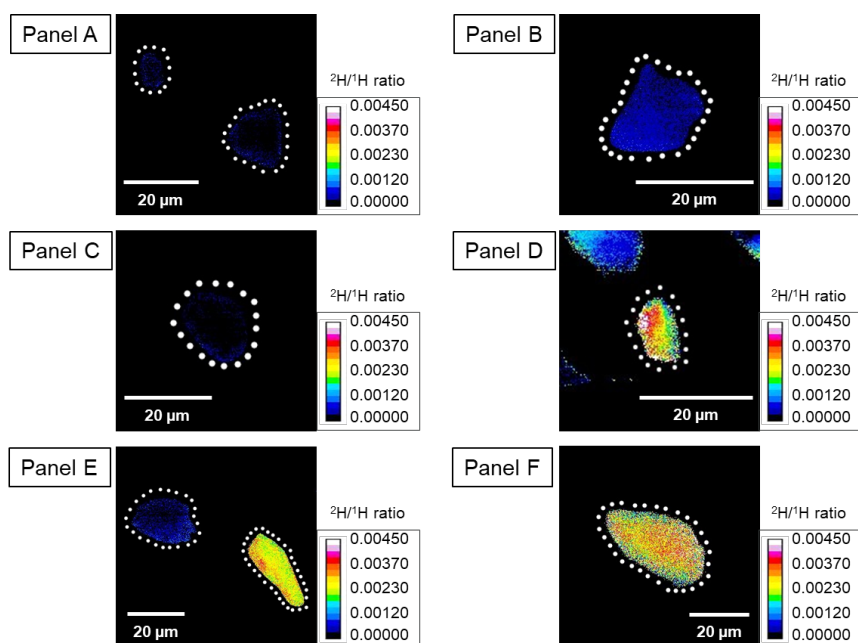 Panel A
²H/¹H ratio
0.00450
0.00370
0.00230
0.00120
0.00000
20 µm
Panel B
²H/¹H ratio
0.00450
0.00370
0.00230
0.00120
0.00000
20 µm
Panel C
²H/¹H ratio
0.00450
0.00370
0.00230
0.00120
0.00000
20 µm
Panel D
²H/¹H ratio
0.00450
0.00370
0.00230
0.00120
0.00000
20 µm
Panel E
²H/¹H ratio
0.00450
0.00370
0.00230
0.00120
0.00000
20 µm
Panel F
²H/¹H ratio
0.00450
0.00370
0.00230
0.00120
0.00000
20 µm